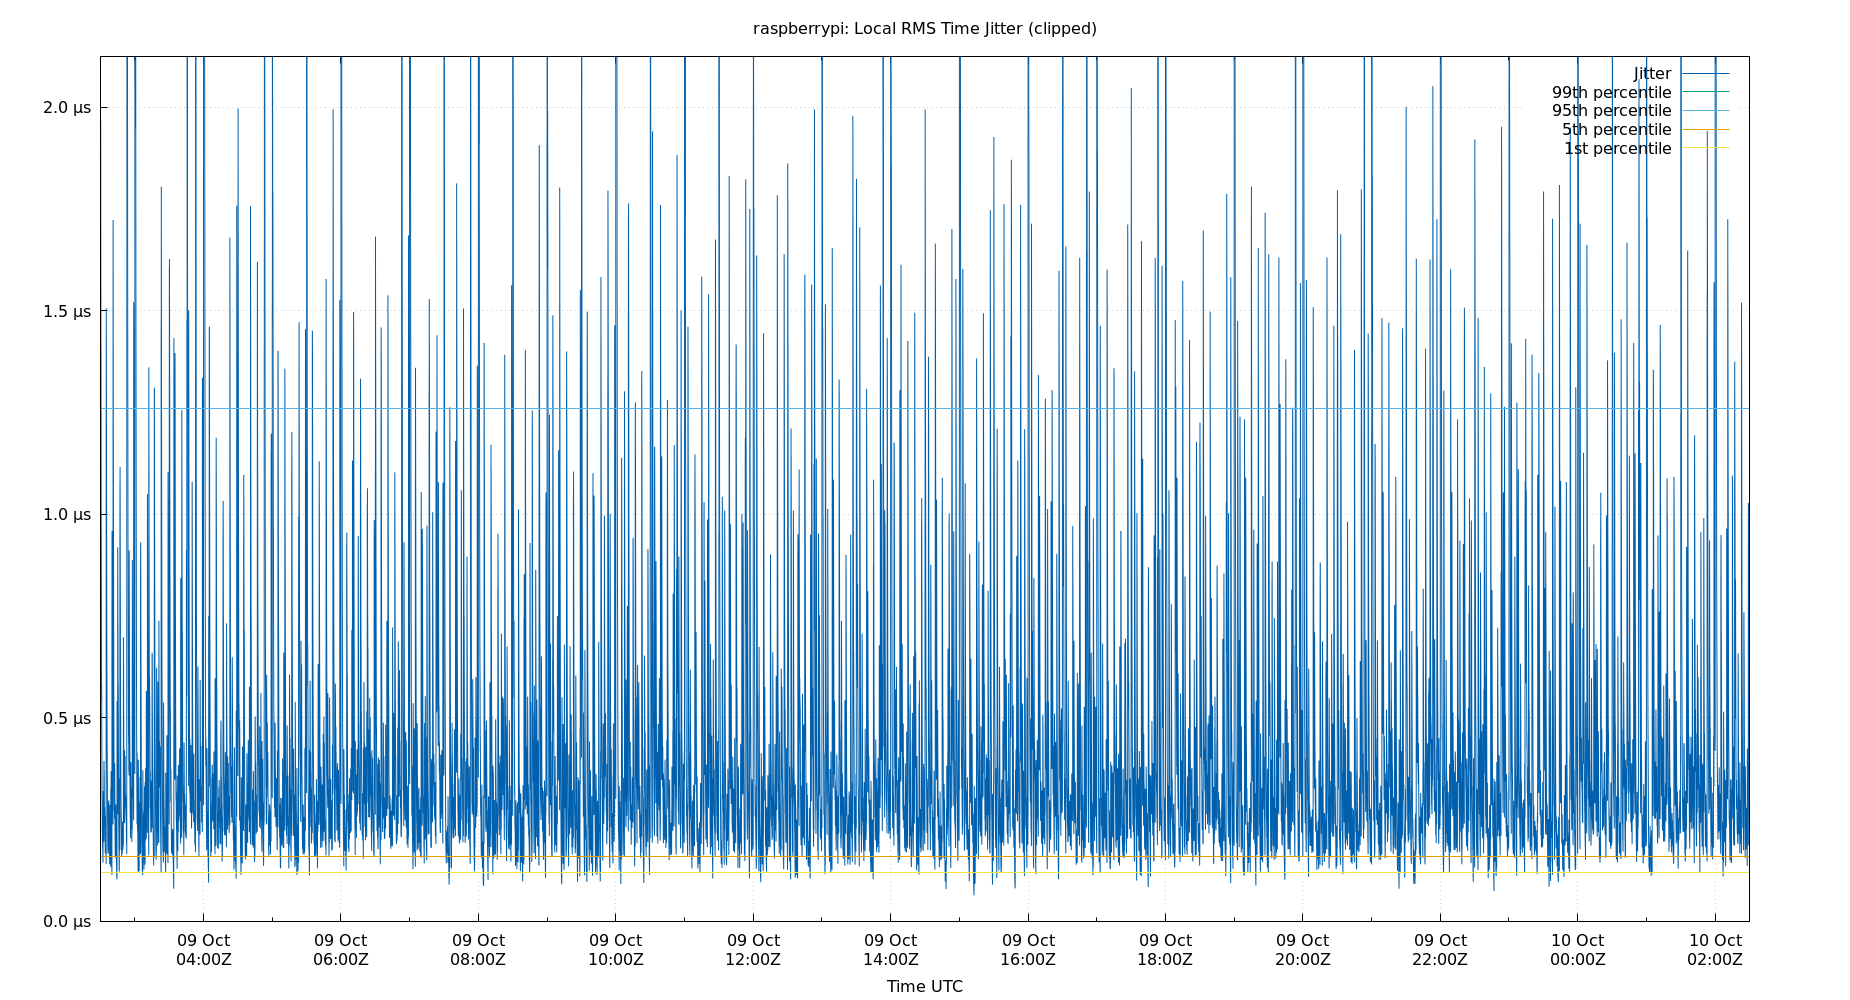 raspberrypi: Local RMS Time Jitter (clipped)
Jitter
99th percentile
95th percentile
5th percentile
1st percentile
2.0 µs
1.5 µs
1.0 µs
0.5 µs
0.0 µs
09 Oct 09 Oct 09 Oct 09 Oct 09 Oct 09 Oct 09 Oct 09 Oct 09 Oct 09 Oct 10 Oct 10 Oct
04:00Z 06:00Z 08:00Z 10:00Z 12:00Z 14:00Z 16:00Z 18:00Z 20:00Z 22:00Z 00:00Z 02:00Z
Time UTC